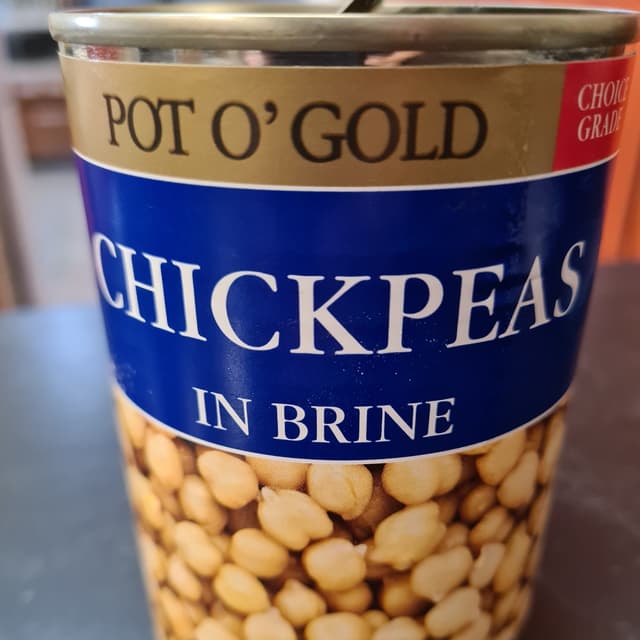 POT O' GOLD
CHOICE
GRADE
CHICKPEAS
IN BRINE